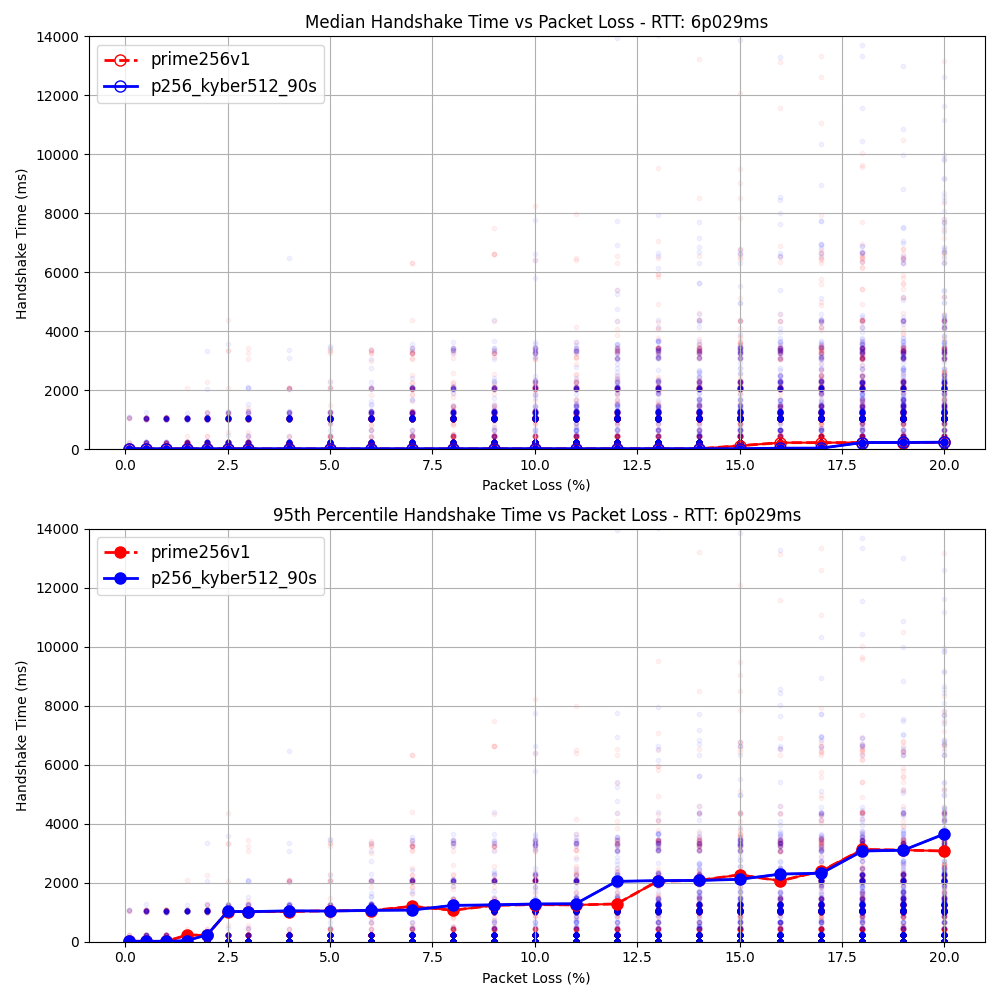 Median Handshake Time vs Packet Loss - RTT: 6p029ms
14000
12000
10000
8000
6000
4000
2000
0
Handshake Time (ms)
prime256v1
p256_kyber512_90s
0.0 2.5 5.0 7.5 10.0 12.5 15.0 17.5 20.0
Packet Loss (%)
95th Percentile Handshake Time vs Packet Loss - RTT: 6p029ms
14000
12000
10000
8000
6000
4000
2000
0
Handshake Time (ms)
prime256v1
p256_kyber512_90s
0.0 2.5 5.0 7.5 10.0 12.5 15.0 17.5 20.0
Packet Loss (%)